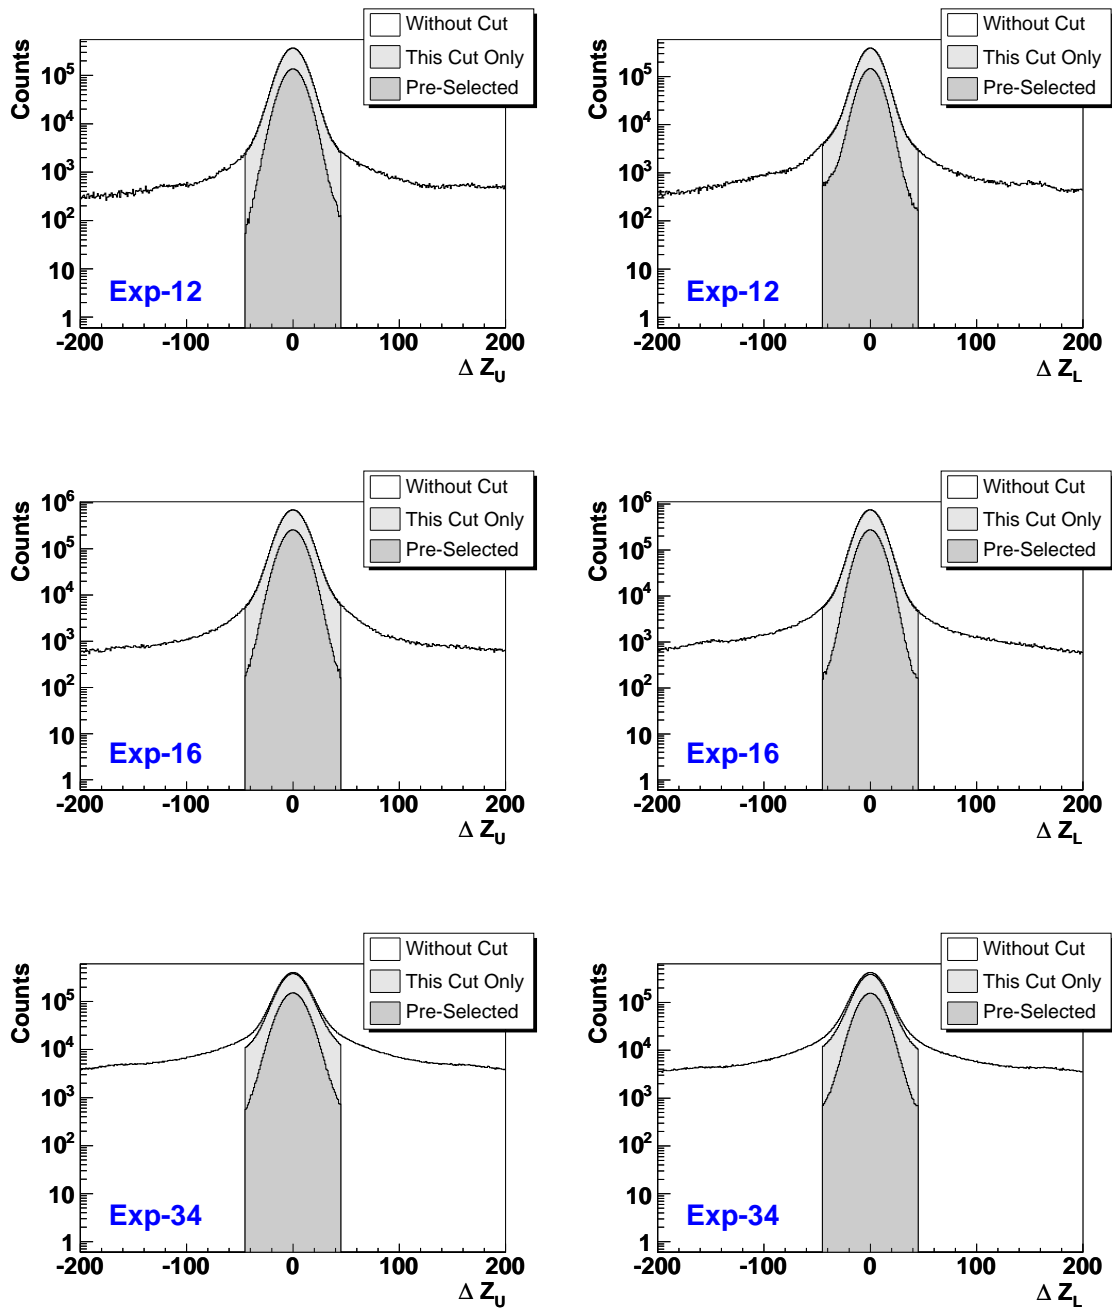 Without Cut
This Cut Only
Pre-Selected
Counts
10^5
10^4
10^3
10^2
10
1
Exp-12
-200 -100 0 100 200
Δ Z_U
Without Cut
This Cut Only
Pre-Selected
Counts
10^5
10^4
10^3
10^2
10
1
Exp-12
-200 -100 0 100 200
Δ Z_L
Without Cut
This Cut Only
Pre-Selected
Counts
10^6
10^5
10^4
10^3
10^2
10
1
Exp-16
-200 -100 0 100 200
Δ Z_U
Without Cut
This Cut Only
Pre-Selected
Counts
10^6
10^5
10^4
10^3
10^2
10
1
Exp-16
-200 -100 0 100 200
Δ Z_L
Without Cut
This Cut Only
Pre-Selected
Counts
10^5
10^4
10^3
10^2
10
1
Exp-34
-200 -100 0 100 200
Δ Z_U
Without Cut
This Cut Only
Pre-Selected
Counts
10^5
10^4
10^3
10^2
10
1
Exp-34
-200 -100 0 100 200
Δ Z_L